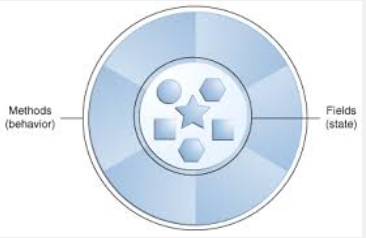 Methods
(behavior)
Fields
(state)